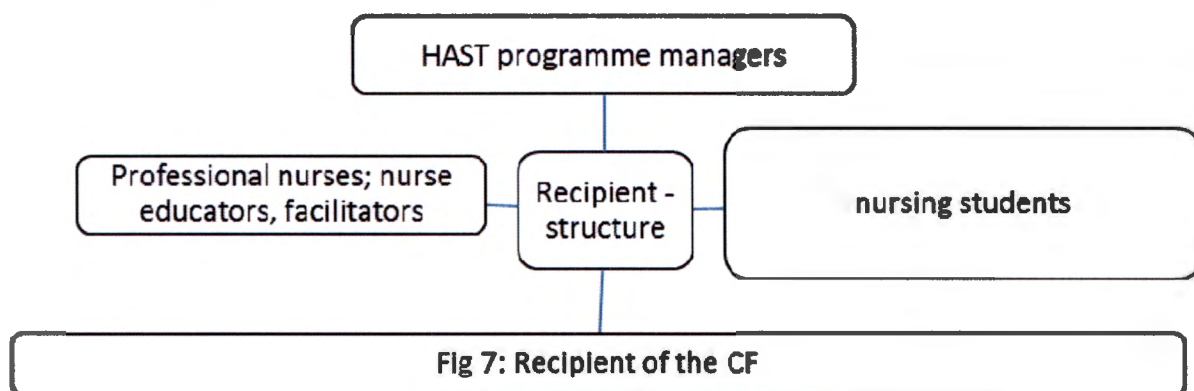 HAST programme managers
Professional nurses; nurse
educators, facilitators
Recipient -
structure
nursing students
Fig 7: Recipient of the CF